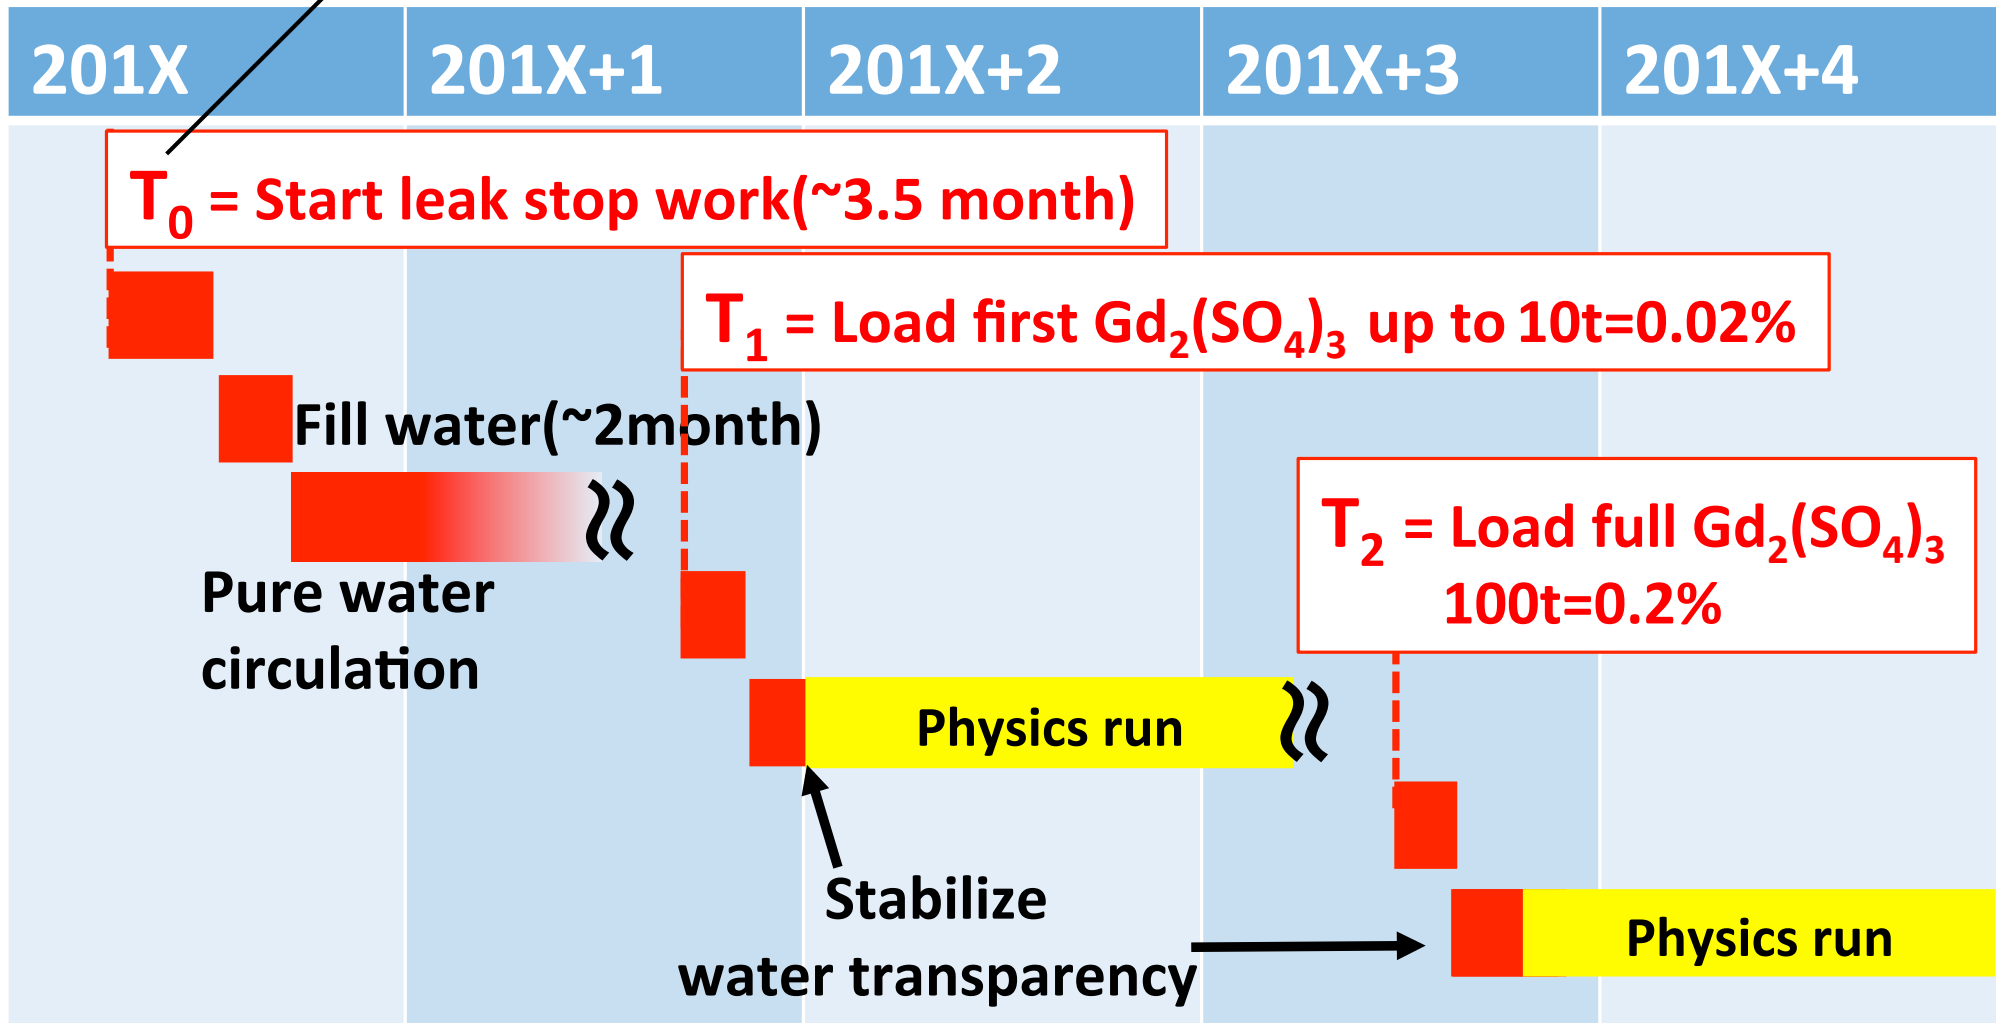 201X
201X+1
201X+2
201X+3
201X+4
T₀ = Start leak stop work(~3.5 month)
T₁ = Load first Gd₂(SO₄)₃ up to 10t=0.02%
Fill water(~2month)
T₂ = Load full Gd₂(SO₄)₃
100t=0.2%
Pure water
circulation
Physics run
Stabilize
water transparency
Physics run